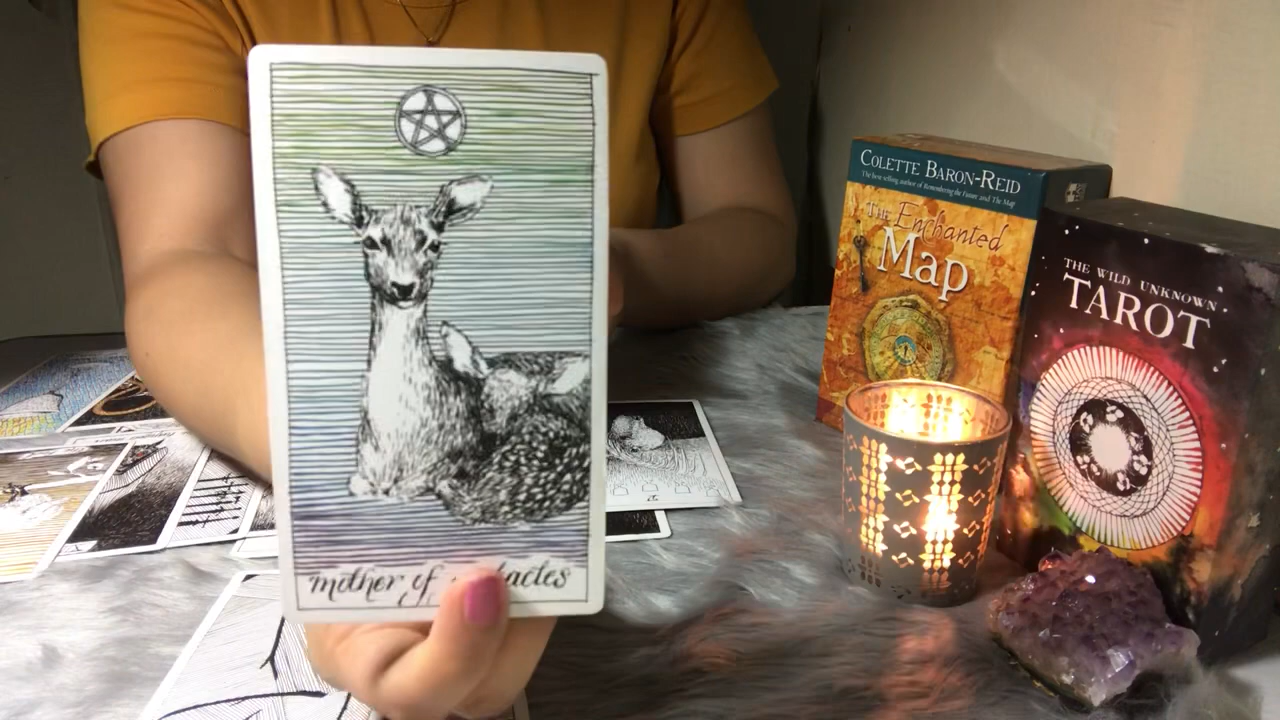 mother of
COLETTE BARON-REID
The best-selling author of Remembering the Future and The Map
THE Enchanted
Map
THE WILD UNKNOWN
TAROT